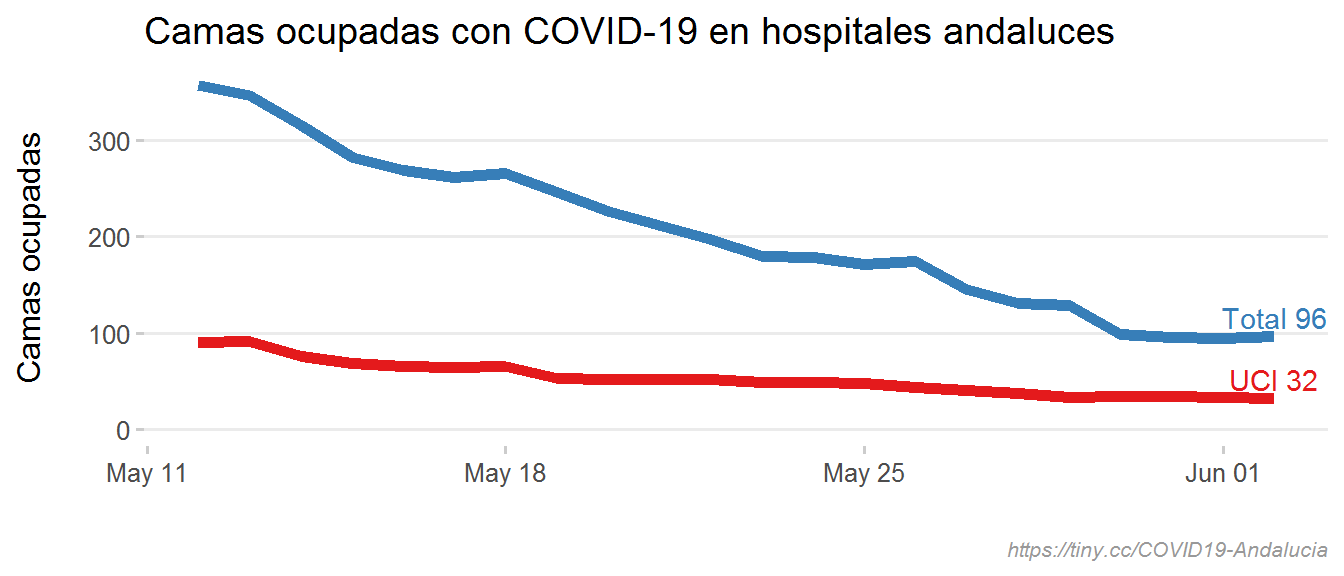 Camas ocupadas con COVID-19 en hospitales andaluces
Camas ocupadas
300
200
100
0
Total 96
UCI 32
May 11
May 18
May 25
Jun 01
https://tiny.cc/COVID19-Andalucia